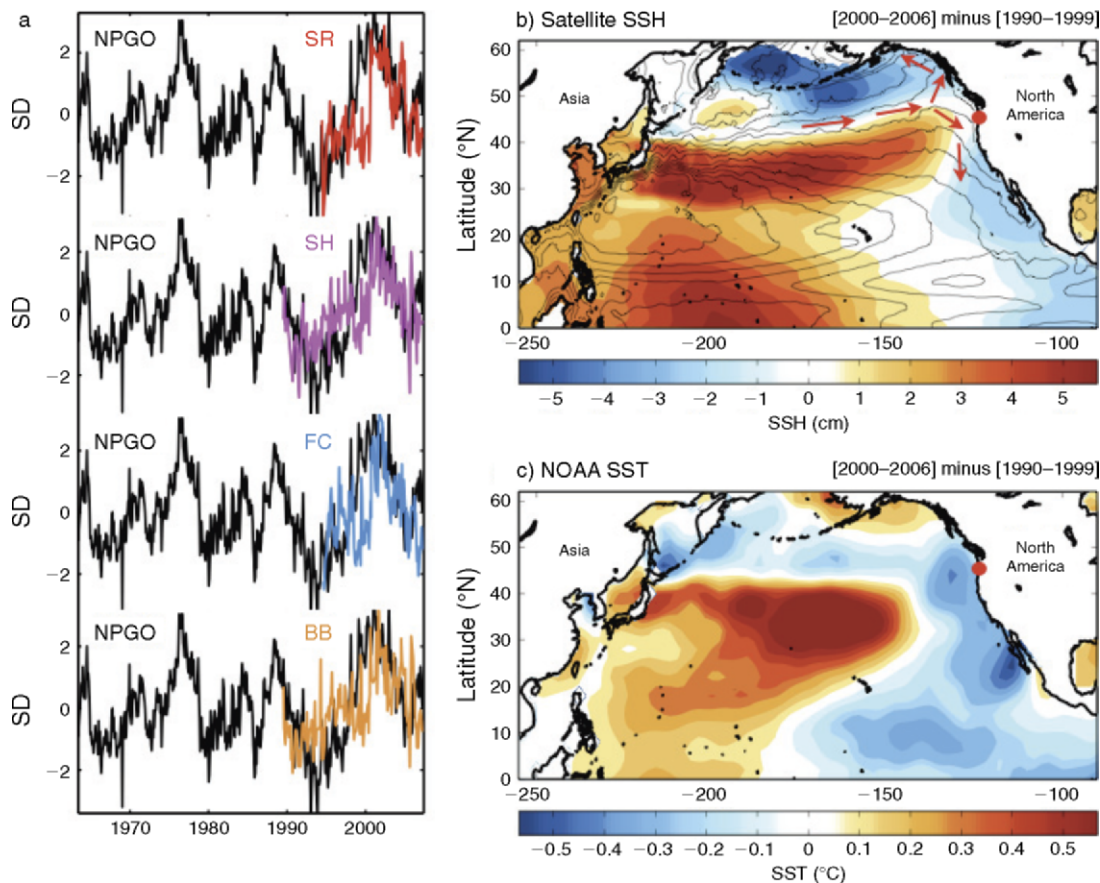 a
NPGO SR
SD
2
0
−2
NPGO SH
SD
2
0
−2
NPGO FC
SD
2
0
−2
NPGO BB
SD
2
0
−2
1970 1980 1990 2000
b) Satellite SSH [2000−2006] minus [1990−1999]
Latitude (°N)
60
50
40
30
20
10
0
Asia
North
America
−250 −200 −150 −100
−5 −4 −3 −2 −1 0 1 2 3 4 5
SSH (cm)
c) NOAA SST [2000−2006] minus [1990−1999]
Latitude (°N)
60
50
40
30
20
10
0
Asia
North
America
−250 −200 −150 −100
−0.5 −0.4 −0.3 −0.2 −0.1 0 0.1 0.2 0.3 0.4 0.5
SST (°C)